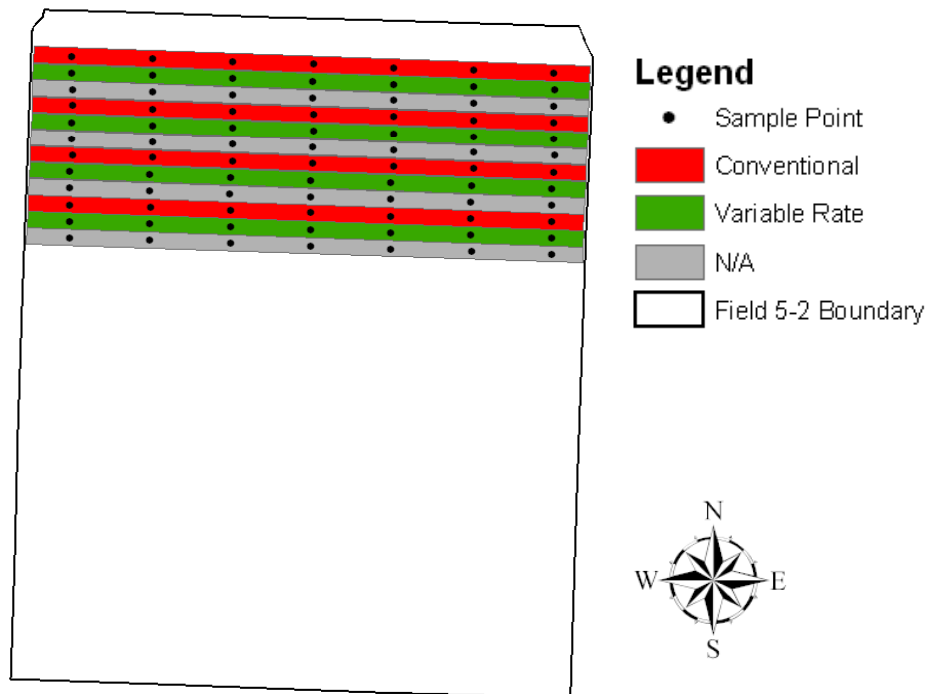 Legend
Sample Point
Conventional
Variable Rate
N/A
Field 5-2 Boundary
N
W E
S